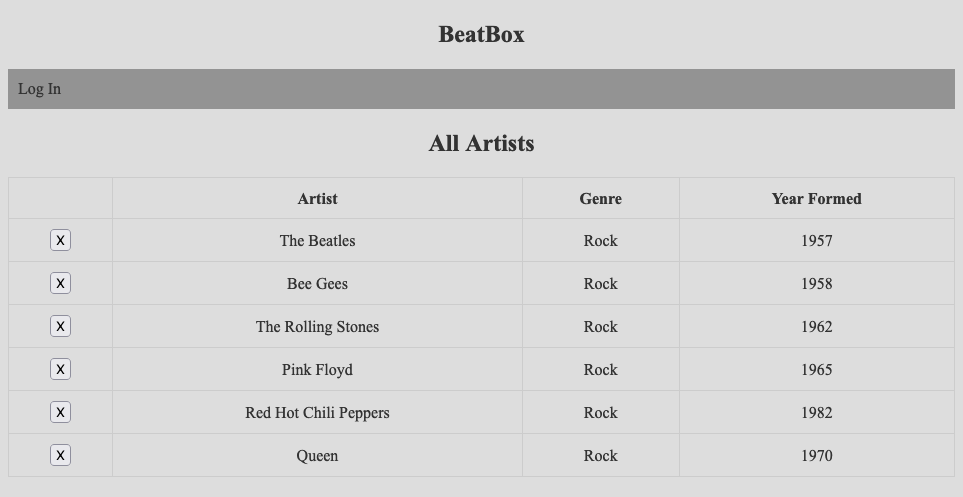 BeatBox
Log In
All Artists
Artist Genre Year Formed
X The Beatles Rock 1957
X Bee Gees Rock 1958
X The Rolling Stones Rock 1962
X Pink Floyd Rock 1965
X Red Hot Chili Peppers Rock 1982
X Queen Rock 1970